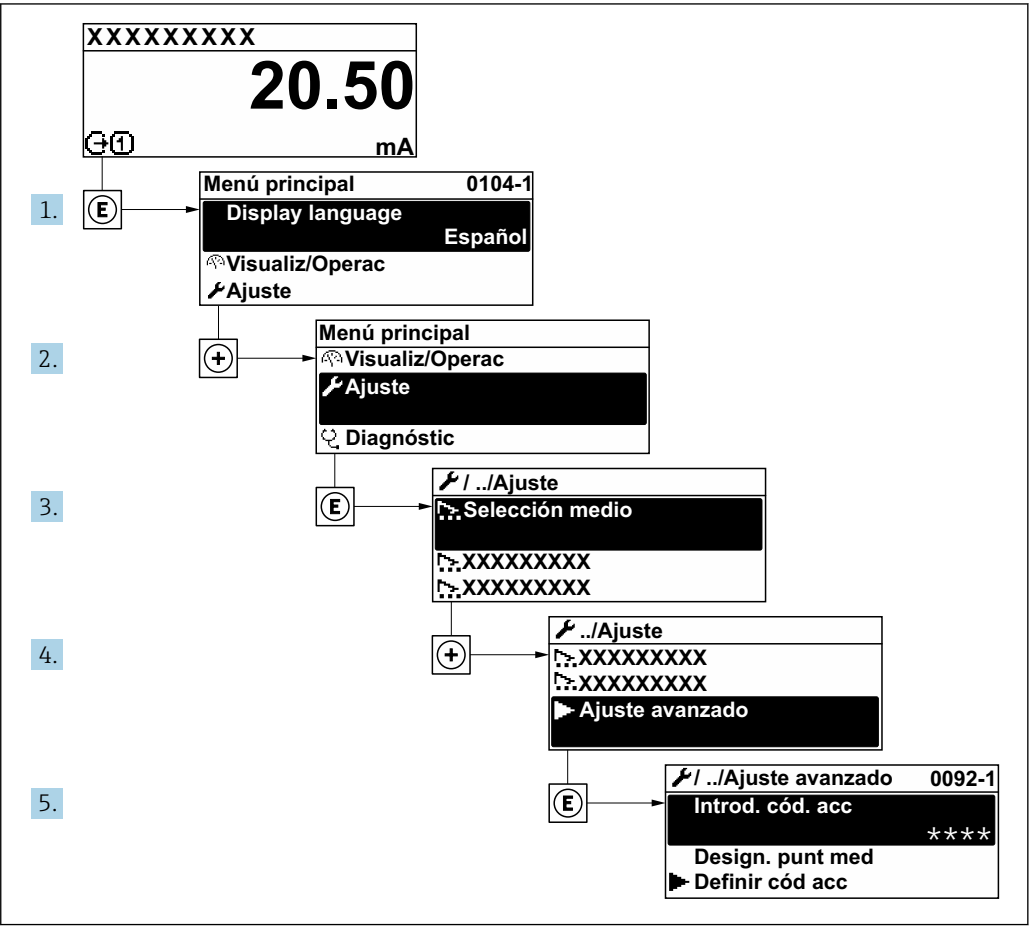 XXXXXXXXX
20.50
1
mA
1.
E
Menú principal 0104-1
Display language
Español
Visualiz/Operac
Ajuste
2.
+
Menú principal
Visualiz/Operac
Ajuste
Diagnóstic
3.
E
/ ../Ajuste
Selección medio
XXXXXXXXX
XXXXXXXXX
4.
+
../Ajuste
XXXXXXXXX
XXXXXXXXX
Ajuste avanzado
5.
E
/ ../Ajuste avanzado 0092-1
Introd. cód. acc
****
Design. punt med
Definir cód acc